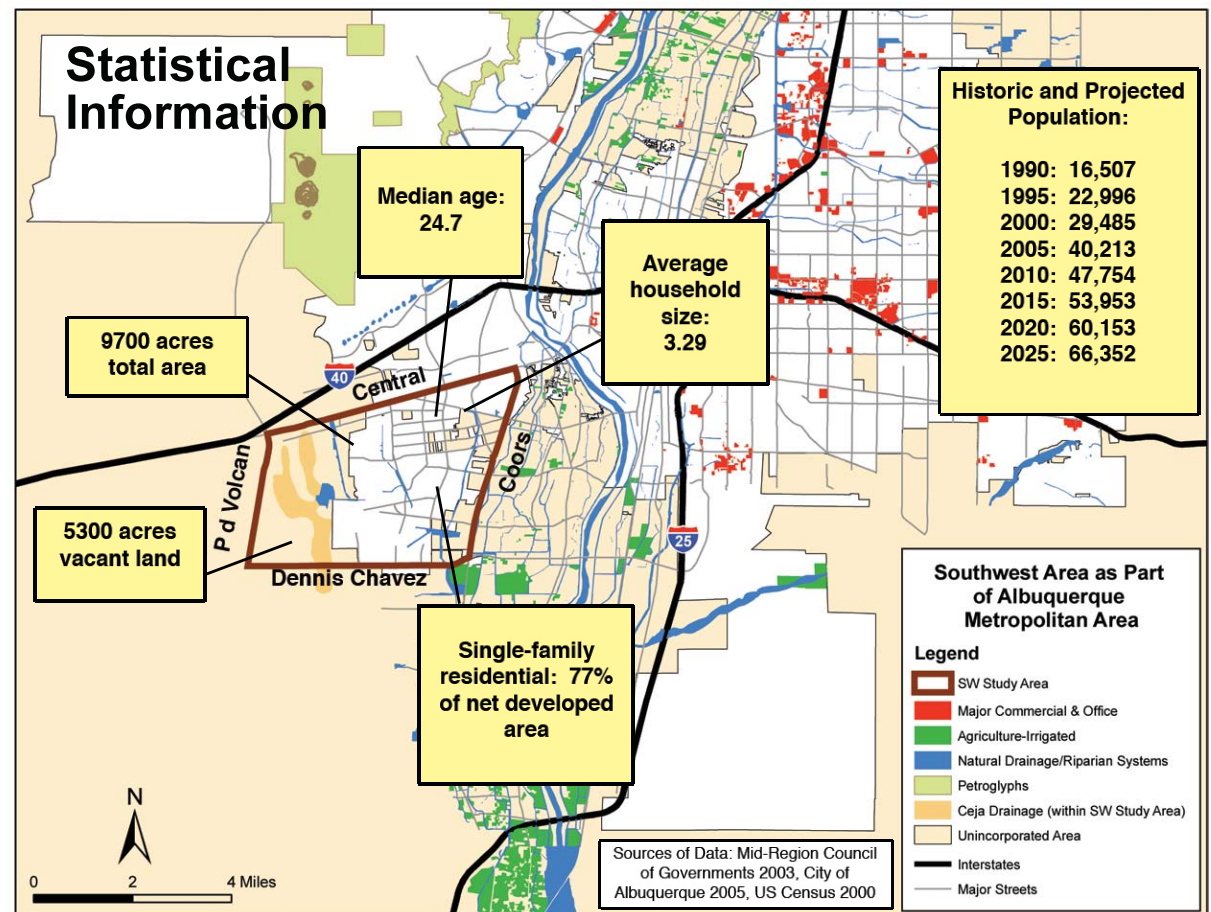 Statistical
Information
Historic and Projected
Population:
1990: 16,507
1995: 22,996
2000: 29,485
2005: 40,213
2010: 47,754
2015: 53,953
2020: 60,153
2025: 66,352
Median age:
24.7
Average
household
size:
3.29
9700 acres
total area
40
Central
Coors
P d Volcan
5300 acres
vacant land
Dennis Chavez
25
Single-family
residential: 77%
of net developed
area
Southwest Area as Part
of Albuquerque
Metropolitan Area
Legend
SW Study Area
Major Commercial & Office
Agriculture-Irrigated
Natural Drainage/Riparian Systems
Petroglyphs
Ceja Drainage (within SW Study Area)
Unincorporated Area
Interstates
Major Streets
N
0 2 4 Miles
Sources of Data: Mid-Region Council
of Governments 2003, City of
Albuquerque 2005, US Census 2000